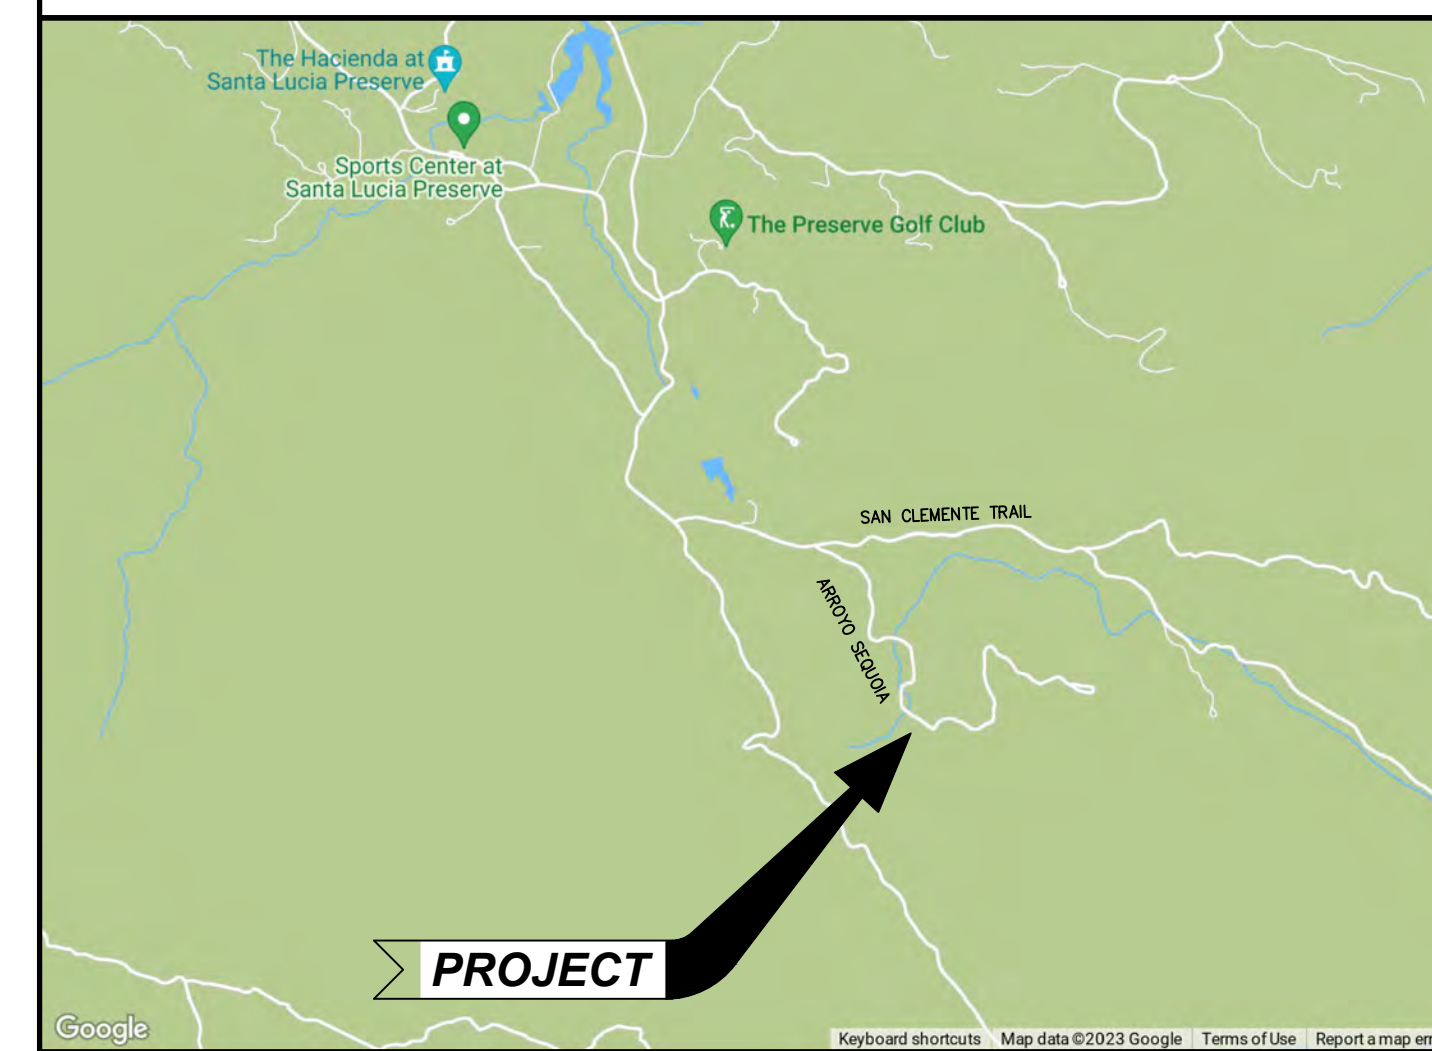 The Hacienda at
Santa Lucia Preserve
Sports Center at
Santa Lucia Preserve
The Preserve Golf Club
SAN CLEMENTE TRAIL
ARROYO SEQUOIA
PROJECT
Google
Keyboard shortcuts Map data ©2023 Google Terms of Use Report a map err